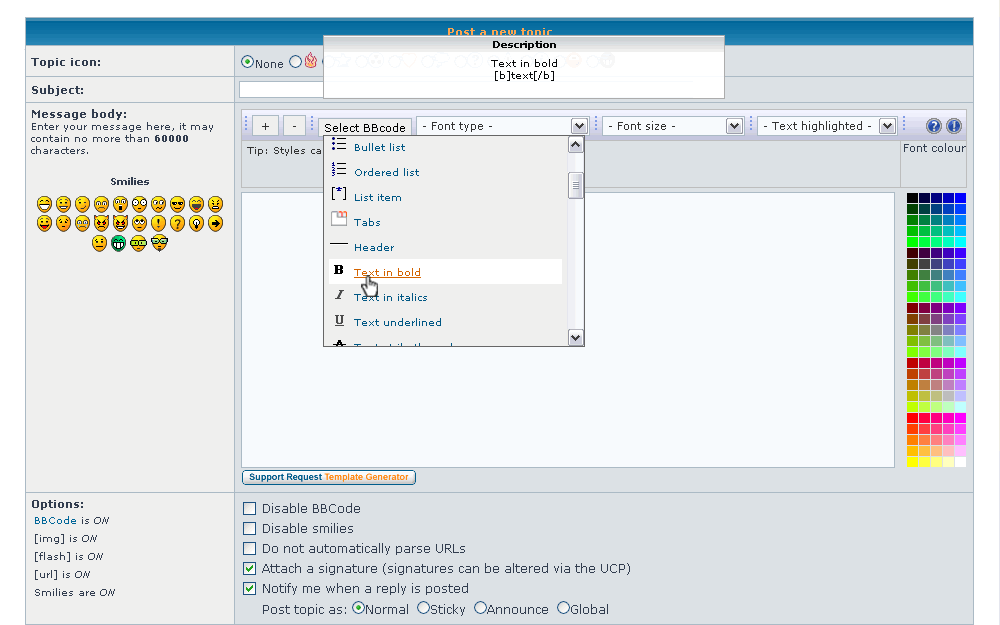 Post a new topic
Description
Text in bold
[b]text[/b]
Topic icon:
None
Subject:
Message body:
Enter your message here, it may
contain no more than 60000
characters.
Smilies
+ - Select BBcode - Font type - - Font size - - Text highlighted - ? !
Tip: Styles ca
Font colour
Bullet list
Ordered list
List item
Tabs
Header
B Text in bold
I Text in italics
U Text underlined
Support Request Template Generator
Options:
BBCode is ON
[img] is ON
[flash] is ON
[url] is ON
Smilies are ON
Disable BBCode
Disable smilies
Do not automatically parse URLs
Attach a signature (signatures can be altered via the UCP)
Notify me when a reply is posted
Post topic as: Normal Sticky Announce Global